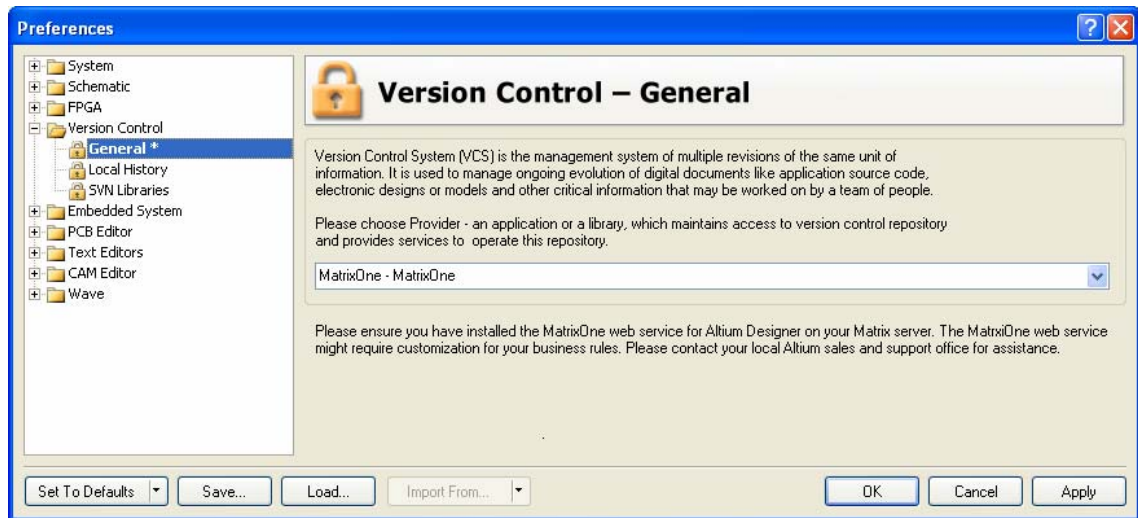 Preferences
System
Schematic
FPGA
Version Control
General *
Local History
SVN Libraries
Embedded System
PCB Editor
Text Editors
CAM Editor
Wave
Version Control – General
Version Control System (VCS) is the management system of multiple revisions of the same unit of
information. It is used to manage ongoing evolution of digital documents like application source code,
electronic designs or models and other critical information that may be worked on by a team of people.
Please choose Provider - an application or a library, which maintains access to version control repository
and provides services to operate this repository.
MatrixOne - MatrixOne
Please ensure you have installed the MatrixOne web service for Altium Designer on your Matrix server. The MatrxiOne web service
might require customization for your business rules. Please contact your local Altium sales and support office for assistance.
Set To Defaults
Save...
Load...
Import From...
OK
Cancel
Apply